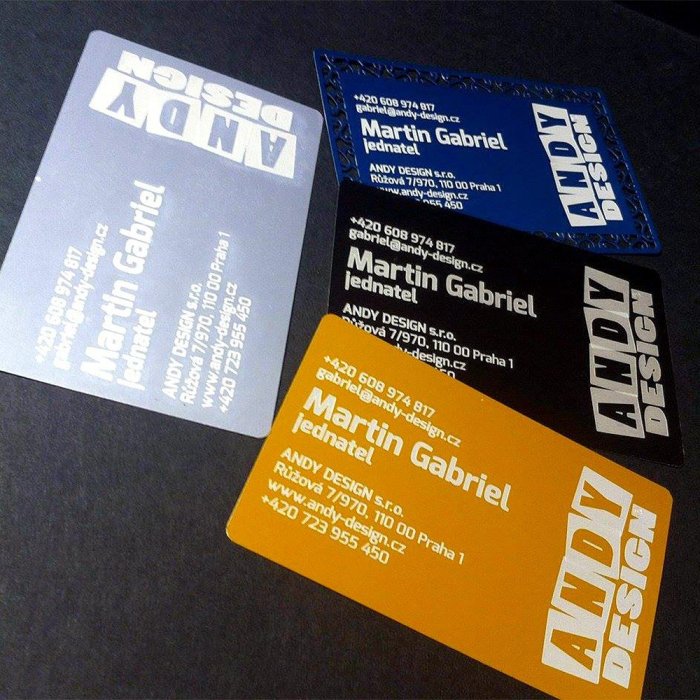 ANDY
DESIGN
+420 608 974 817
gabriel@andy-design.cz
Martin Gabriel
jednatel
ANDY DESIGN s.r.o.
Růžová 7/970, 110 00 Praha 1
www.andy-design.cz
+420 723 955 450
+420 608 974 817
gabriel@andy-design.cz
Martin Gabriel
jednatel
ANDY DESIGN s.r.o.
Růžová 7/970, 110 00 Praha 1
www.andy-design.cz
723 955 450
ANDY
DESIGN
+420 608 974 817
gabriel@andy-design.cz
Martin Gabriel
jednatel
ANDY DESIGN s.r.o.
Růžová 7/970, 110 00 Praha 1
andy-design.cz
ANDY
DESIGN
+420 608 974 817
gabriel@andy-design.cz
Martin Gabriel
jednatel
ANDY DESIGN s.r.o.
Růžová 7/970, 110 00 Praha 1
www.andy-design.cz
+420 723 955 450
ANDY
DESIGN